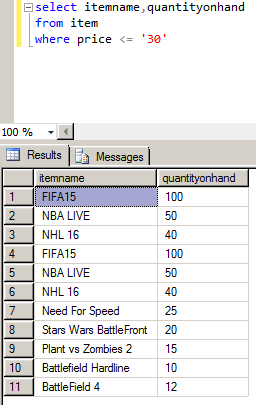 select itemname,quantityonhand
from item
where price <= '30'
100 %
Results Messages
itemname quantityonhand
1 FIFA15 100
2 NBA LIVE 50
3 NHL 16 40
4 FIFA15 100
5 NBA LIVE 50
6 NHL 16 40
7 Need For Speed 25
8 Stars Wars BattleFront 20
9 Plant vs Zombies 2 15
10 Battlefield Hardline 10
11 BattleField 4 12